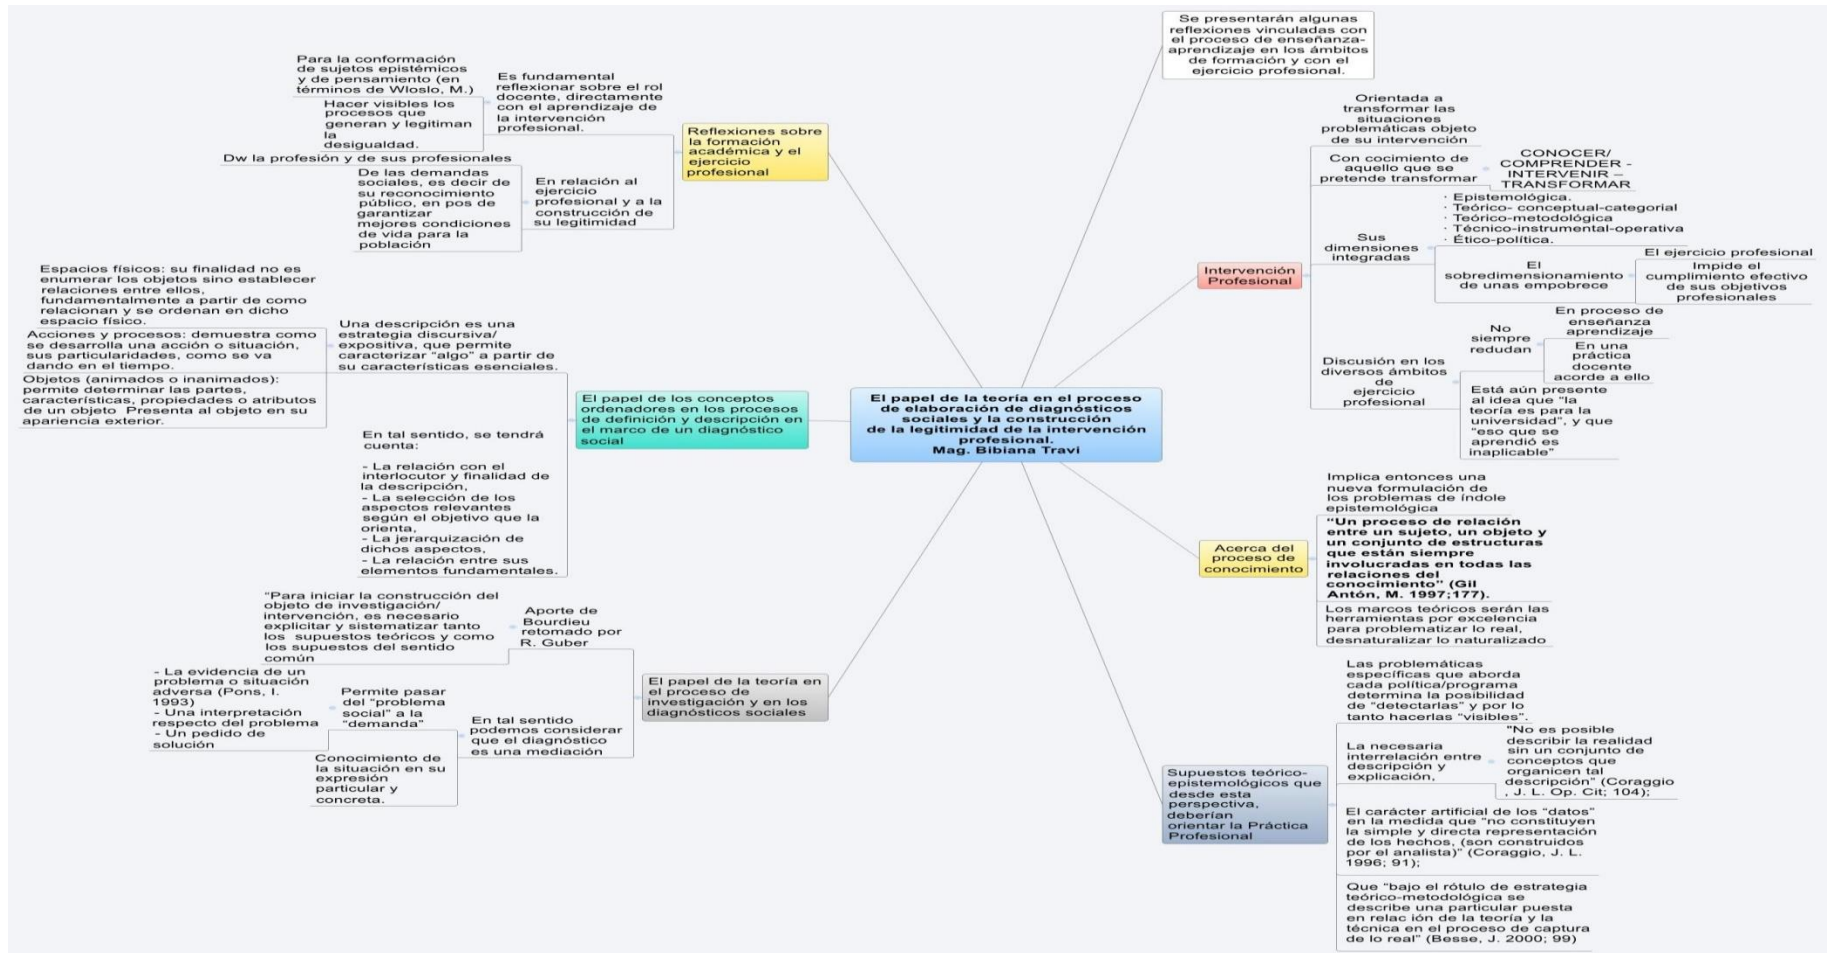 El papel de la teoría en el proceso
de elaboración de diagnósticos
sociales y la construcción
de la legitimidad de la intervención
profesional.
Mag. Bibiana Travi
Se presentarán algunas
reflexiones vinculadas con
el proceso de enseñanza-
aprendizaje en los ámbitos
de formación y con el
ejercicio profesional.
Intervención
Profesional
Orientada a
transformar las
situaciones
problemáticas objeto
de su intervención
Con cocimiento de
aquello que se
pretende transformar
CONOCER/
COMPRENDER -
INTERVENIR –
TRANSFORMAR
Sus
dimensiones
integradas
· Epistemológica.
· Teórico- conceptual-categorial
· Teórico-metodológica
· Técnico-instrumental-operativa
· Ético-política.
El
sobredimensionamiento
de unas empobrece
El ejercicio profesional
Impide el
cumplimiento efectivo
de sus objetivos
profesionales
Discusión en los
diversos ámbitos
de
ejercicio
profesional
No
siempre
redudan
En proceso de
enseñanza
aprendizaje
En una
práctica
docente
acorde a ello
Está aún presente
al idea que “la
teoría es para la
universidad”, y que
“eso que se
aprendió es
inaplicable”
Acerca del
proceso de
conocimiento
Implica entonces una
nueva formulación de
los problemas de índole
epistemológica
“Un proceso de relación
entre un sujeto, un objeto y
un conjunto de estructuras
que están siempre
involucradas en todas las
relaciones del
conocimiento” (Gil
Antón, M. 1997;177).
Los marcos teóricos serán las
herramientas por excelencia
para problematizar lo real,
desnaturalizar lo naturalizado
Supuestos teórico-
epistemológicos que
desde esta
perspectiva,
deberían
orientar la Práctica
Profesional
Las problemáticas
específicas que aborda
cada política/programa
determina la posibilidad
de “detectarlas” y por lo
tanto hacerlas “visibles”.
La necesaria
interrelación entre
descripción y
explicación,
"No es posible
describir la realidad
sin un conjunto de
conceptos que
organicen tal
descripción” (Coraggio
, J. L. Op. Cit; 104);
El carácter artificial de los “datos”
en la medida que “no constituyen
la simple y directa representación
de los hechos, (son construidos
por el analista)” (Coraggio, J. L.
1996; 91);
Que “bajo el rótulo de estrategia
teórico-metodológica se
describe una particular puesta
en relac ión de la teoría y la
técnica en el proceso de captura
de lo real” (Besse, J. 2000; 99)
Reflexiones sobre
la formación
académica y el
ejercicio
profesional
Es fundamental
reflexionar sobre el rol
docente, directamente
con el aprendizaje de
la intervención
profesional.
Para la conformación
de sujetos epistémicos
y de pensamiento (en
términos de Wloslo, M.)
Hacer visibles los
procesos que
generan y legitiman
la
desigualdad.
En relación al
ejercicio
profesional y a la
construcción de
su legitimidad
Dw la profesión y de sus profesionales
De las demandas
sociales, es decir de
su reconocimiento
público, en pos de
garantizar
mejores condiciones
de vida para la
población
El papel de los conceptos
ordenadores en los procesos
de definición y descripción en
el marco de un diagnóstico
social
Una descripción es una
estrategia discursiva/
expositiva, que permite
caracterizar “algo” a partir de
su características esenciales.
Espacios físicos: su finalidad no es
enumerar los objetos sino establecer
relaciones entre ellos,
fundamentalmente a partir de como
relacionan y se ordenan en dicho
espacio físico.
Acciones y procesos: demuestra como
se desarrolla una acción o situación,
sus particularidades, como se va
dando en el tiempo.
Objetos (animados o inanimados):
permite determinar las partes,
características, propiedades o atributos
de un objeto Presenta al objeto en su
apariencia exterior.
En tal sentido, se tendrá
cuenta:
- La relación con el
interlocutor y finalidad de
la descripción,
- La selección de los
aspectos relevantes
según el objetivo que la
orienta,
- La jerarquización de
dichos aspectos,
- La relación entre sus
elementos fundamentales.
El papel de la teoría en
el proceso de
investigación y en los
diagnósticos sociales
Aporte de
Bourdieu
retomado por
R. Guber
“Para iniciar la construcción del
objeto de investigación/
intervención, es necesario
explicitar y sistematizar tanto
los supuestos teóricos y como
los supuestos del sentido
común
En tal sentido
podemos considerar
que el diagnóstico
es una mediación
Permite pasar
del “problema
social” a la
“demanda”
- La evidencia de un
problema o situación
adversa (Pons, I.
1993)
- Una interpretación
respecto del problema
- Un pedido de
solución
Conocimiento de
la situación en su
expresión
particular y
concreta.